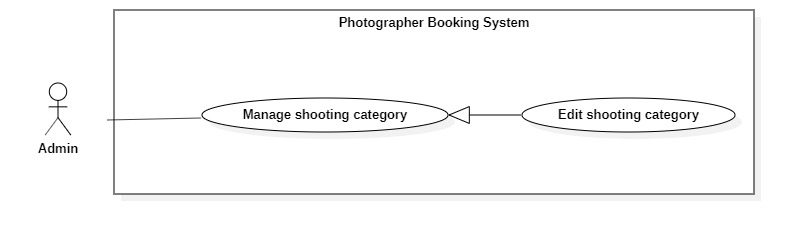 Photographer Booking System
Manage shooting category
Edit shooting category
Admin